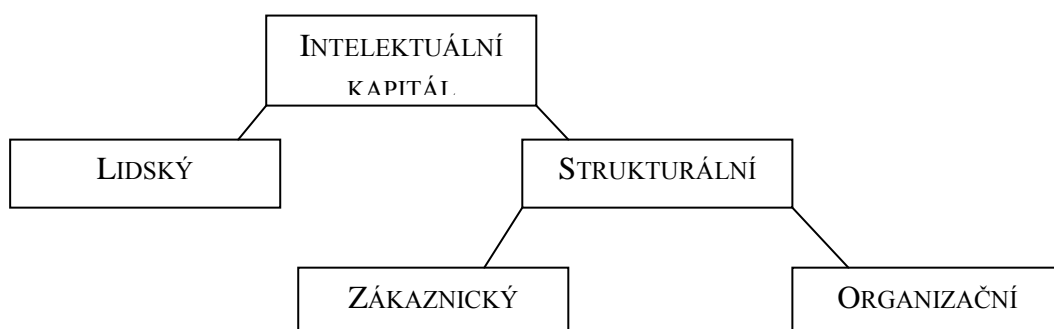 INTELEKTUÁLNÍ
KAPITÁL
LIDSKÝ
STRUKTURÁLNÍ
ZÁKAZNICKÝ
ORGANIZAČNÍ